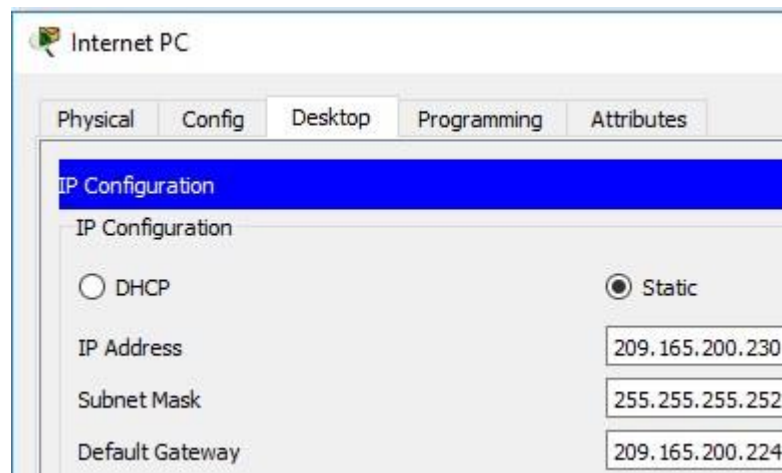 Internet PC
Physical Config Desktop Programming Attributes
IP Configuration
IP Configuration
DHCP Static
IP Address 209.165.200.230
Subnet Mask 255.255.255.252
Default Gateway 209.165.200.224